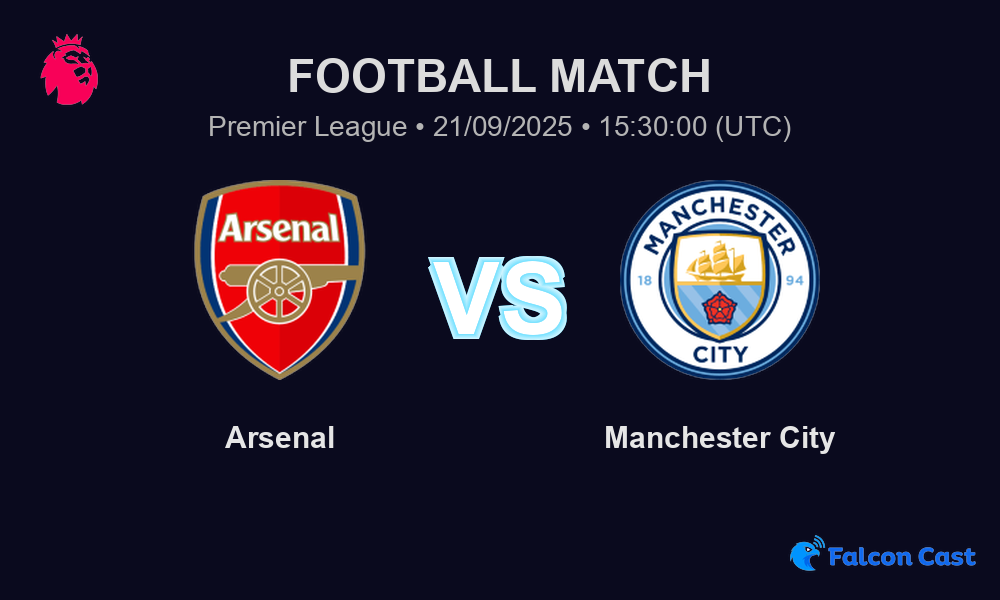 FOOTBALL MATCH
Premier League • 21/09/2025 • 15:30:00 (UTC)
Arsenal
VS
MANCHESTER
18 94
CITY
Arsenal
Manchester City
Falcon Cast